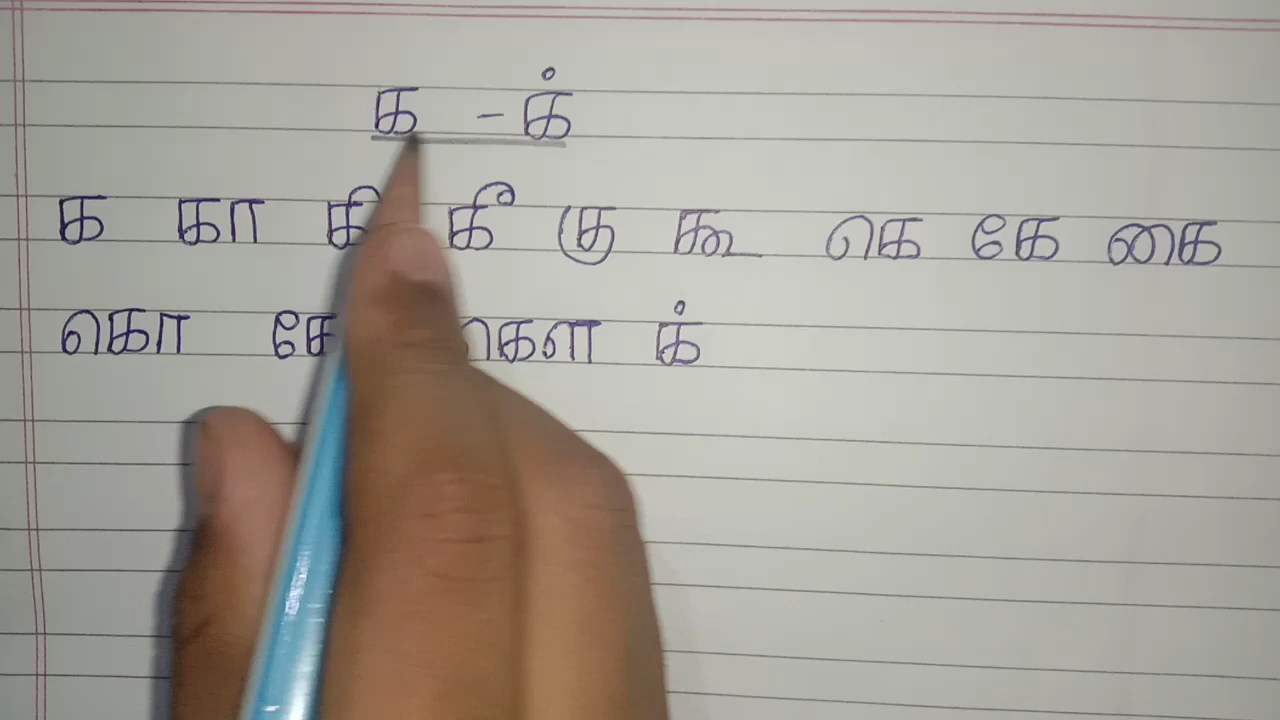 க - க்
க கா கி கீ கு கூ கெ கே கை
கொ கௌ க்